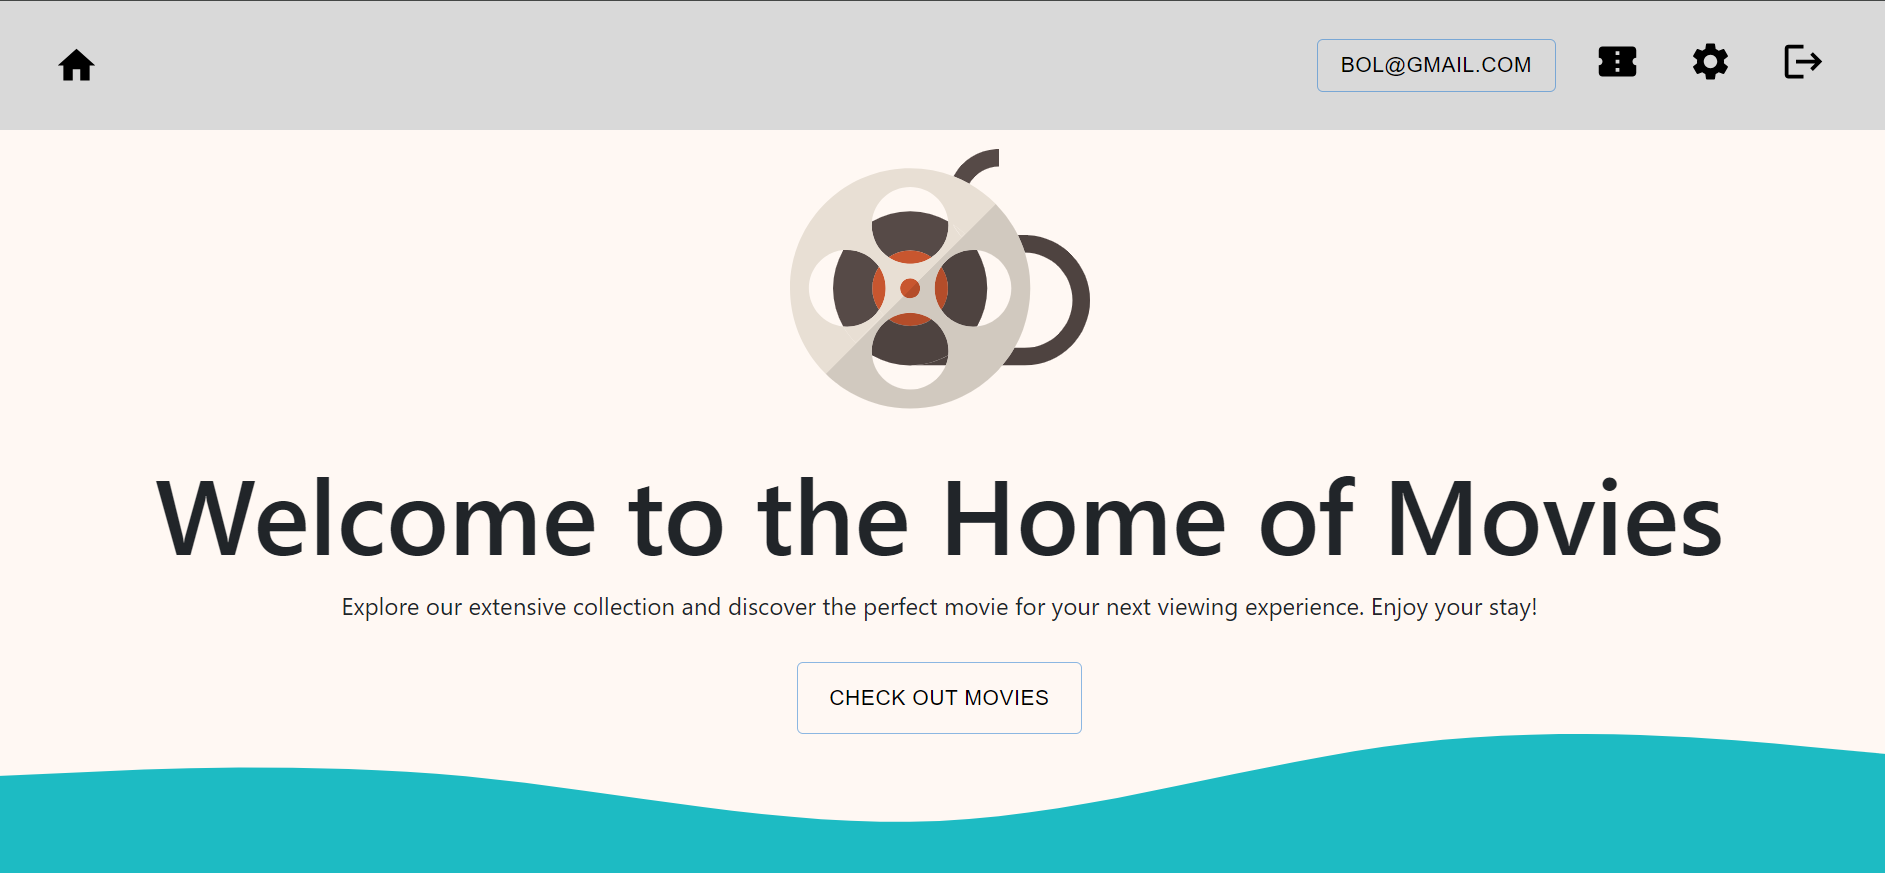 BOL@GMAIL.COM
Welcome to the Home of Movies
Explore our extensive collection and discover the perfect movie for your next viewing experience. Enjoy your stay!
CHECK OUT MOVIES